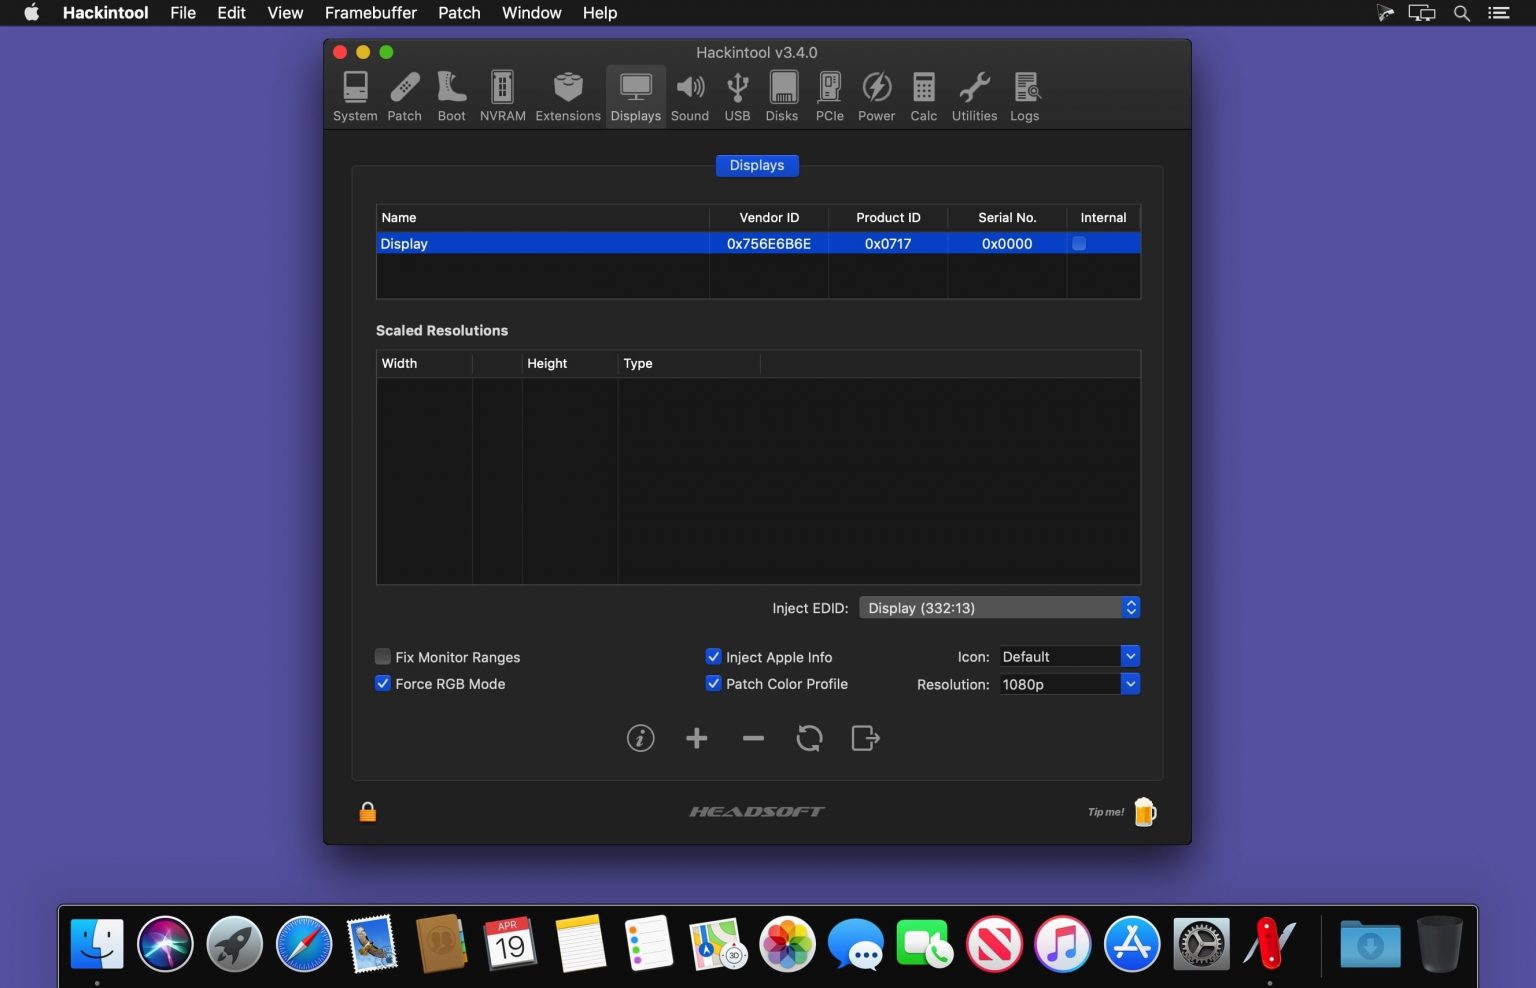 Hackintool File Edit View Framebuffer Patch Window Help
Hackintool v3.4.0
System Patch Boot NVRAM Extensions Displays Sound USB Disks PCIe Power Calc Utilities Logs
Displays
Name Vendor ID Product ID Serial No. Internal
Display 0x756E6B6E 0x0717 0x0000
Scaled Resolutions
Width Height Type
Inject EDID: Display (332:13)
Fix Monitor Ranges Inject Apple Info Icon: Default
Force RGB Mode Patch Color Profile Resolution: 1080p
HEADSOFT Tip me!
APR
19
3D